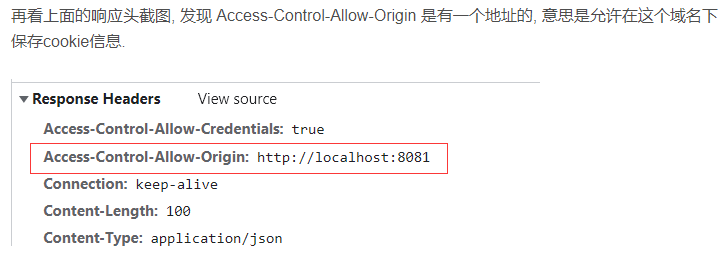 再看上面的响应头截图, 发现 Access-Control-Allow-Origin 是有一个地址的, 意思是允许在这个域名下
保存cookie信息.
Response Headers View source
Access-Control-Allow-Credentials: true
Access-Control-Allow-Origin: http://localhost:8081
Connection: keep-alive
Content-Length: 100
Content-Type: application/json